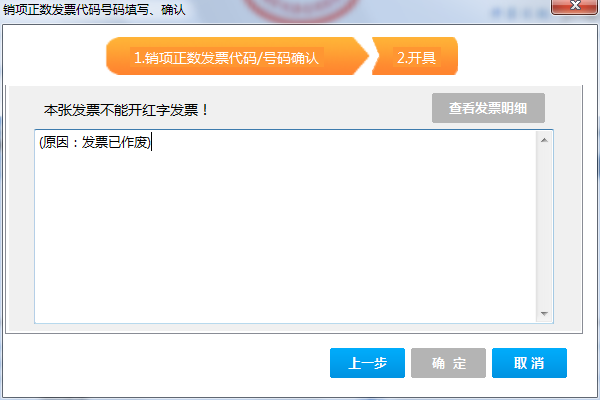 销项正数发票代码号码填写、确认
1.销项正数发票代码/号码确认
2.开具
本张发票不能开红字发票！
查看发票明细
(原因：发票已作废)
上一步
确 定
取 消